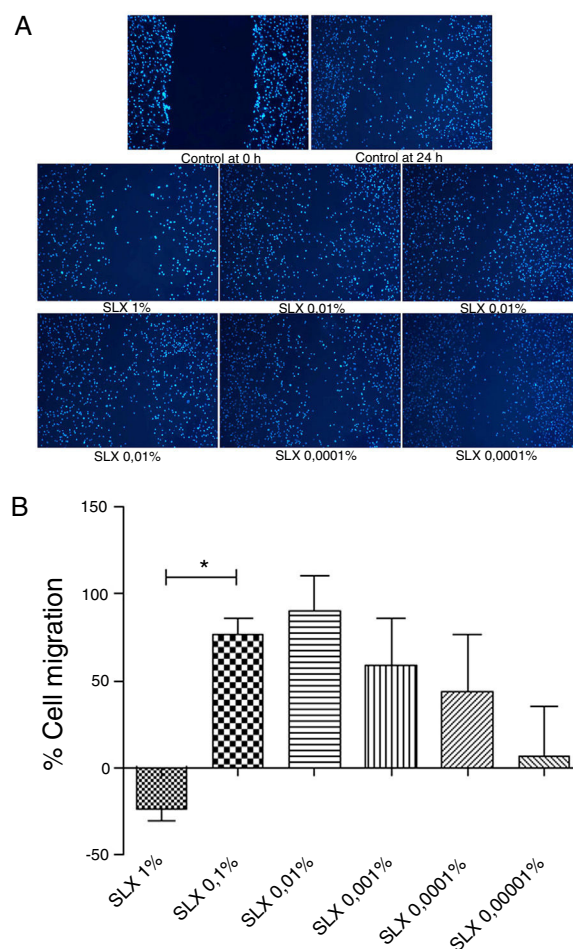 A
Control at 0 h
Control at 24 h
SLX 1%
SLX 0,01%
SLX 0,01%
SLX 0,01%
SLX 0,0001%
SLX 0,0001%
B
% Cell migration
150
100
50
0
-50
*
SLX 1%
SLX 0,1%
SLX 0,01%
SLX 0,001%
SLX 0,0001%
SLX 0,00001%